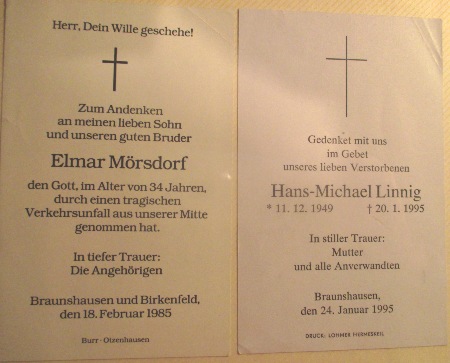 Herr, Dein Wille geschehe!
Zum Andenken
an meinen lieben Sohn
und unseren guten Bruder
Elmar Mörsdorf
den Gott, im Alter von 34 Jahren,
durch einen tragischen
Verkehrsunfall aus unserer Mitte
genommen hat.
In tiefer Trauer:
Die Angehörigen
Braunshausen und Birkenfeld,
den 18. Februar 1985
Burr - Otzenhausen
Gedenket mit uns
im Gebet
unseres lieben Verstorbenen
Hans-Michael Linnig
* 11. 12. 1949 † 20. 1. 1995
In stiller Trauer:
Mutter
und alle Anverwandten
Braunshausen,
den 24. Januar 1995
DRUCK: LOHMER HERMESKEIL